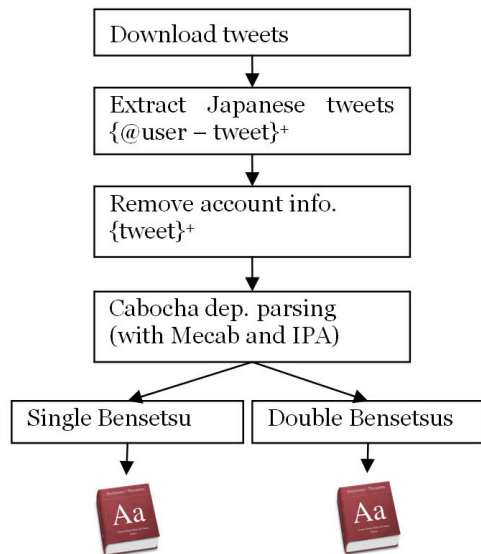 Download tweets
Extract Japanese tweets
{@user – tweet}+
Remove account info.
{tweet}+
Cabocha dep. parsing
(with Mecab and IPA)
Single Bensetsu
Double Bensetsus
Aa
Aa